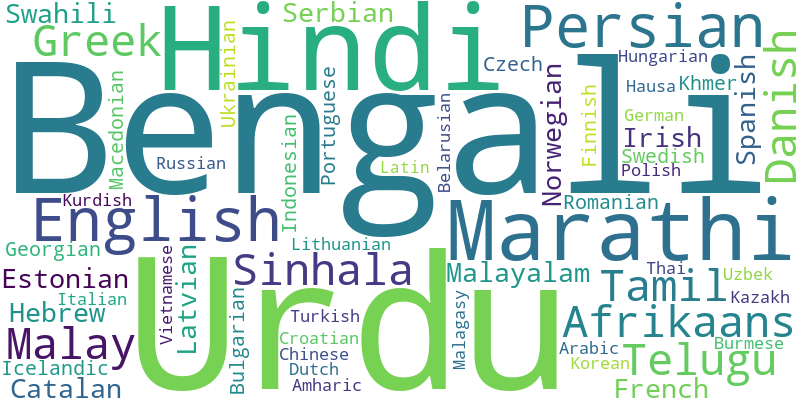 Swahili
Hindi
Serbian
Persian
Greek
Ukrainian
Czech
Hungarian
Danish
Bengali
Macedonian
Portuguese
Belarusian
Norwegian
Finnish
Hausa
Khmer
Spanish
German
Irish
Swedish
Polish
Russian
Latin
Indonesian
Kurdish
English
Romanian
Marathi
Georgian
Lithuanian
Vietnamese
Latvian
Sinhala
Urdu
Malayalam
Thai
Uzbek
Estonian
Italian
Tamil
Kazakh
Hebrew
Bulgarian
Turkish
Malagasy
Afrikaans
Malay
Croatian
Chinese
Arabic
Burmese
Icelandic
Dutch
Korean
Telugu
Catalan
Amharic
French